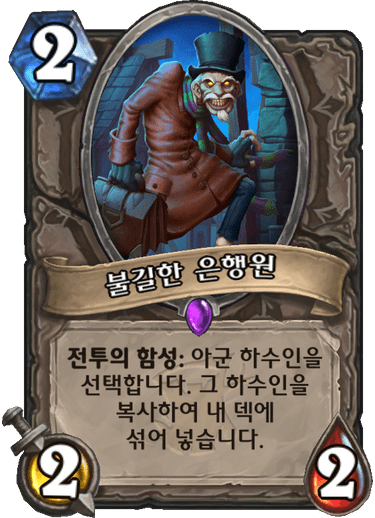 2
불길한 은행원
전투의 함성: 아군 하수인을
선택합니다. 그 하수인을
복사하여 내 덱에
섞어 넣습니다.
2
2